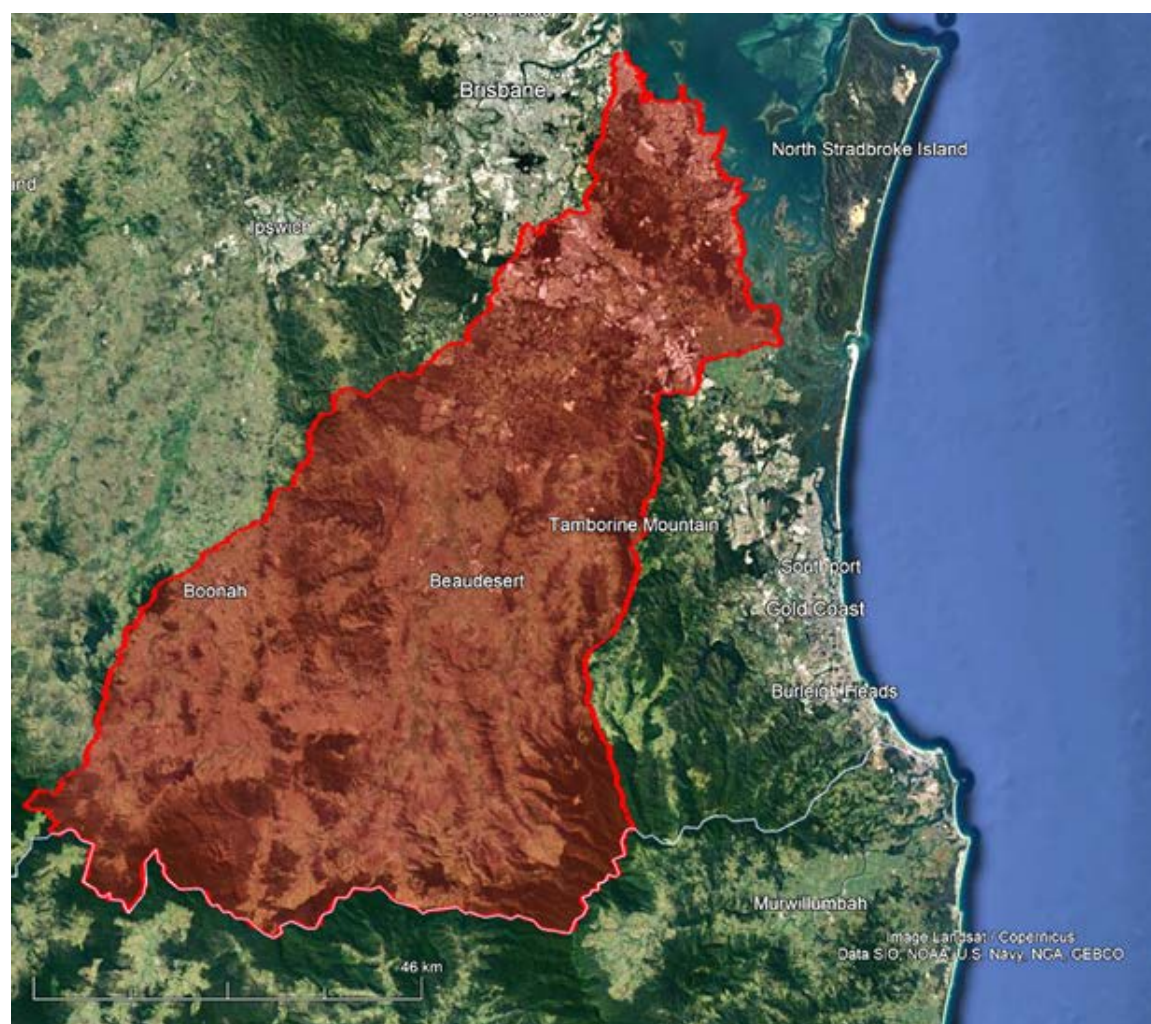 Brisbane
North Stradbroke Island
Ipswich
Tamborine Mountain
Southport
Boonah
Beaudesert
Gold Coast
Burleigh Heads
Murwillumbah
Image Landsat / Copernicus
Data SIO, NOAA, U.S. Navy, NGA, GEBCO
46 km